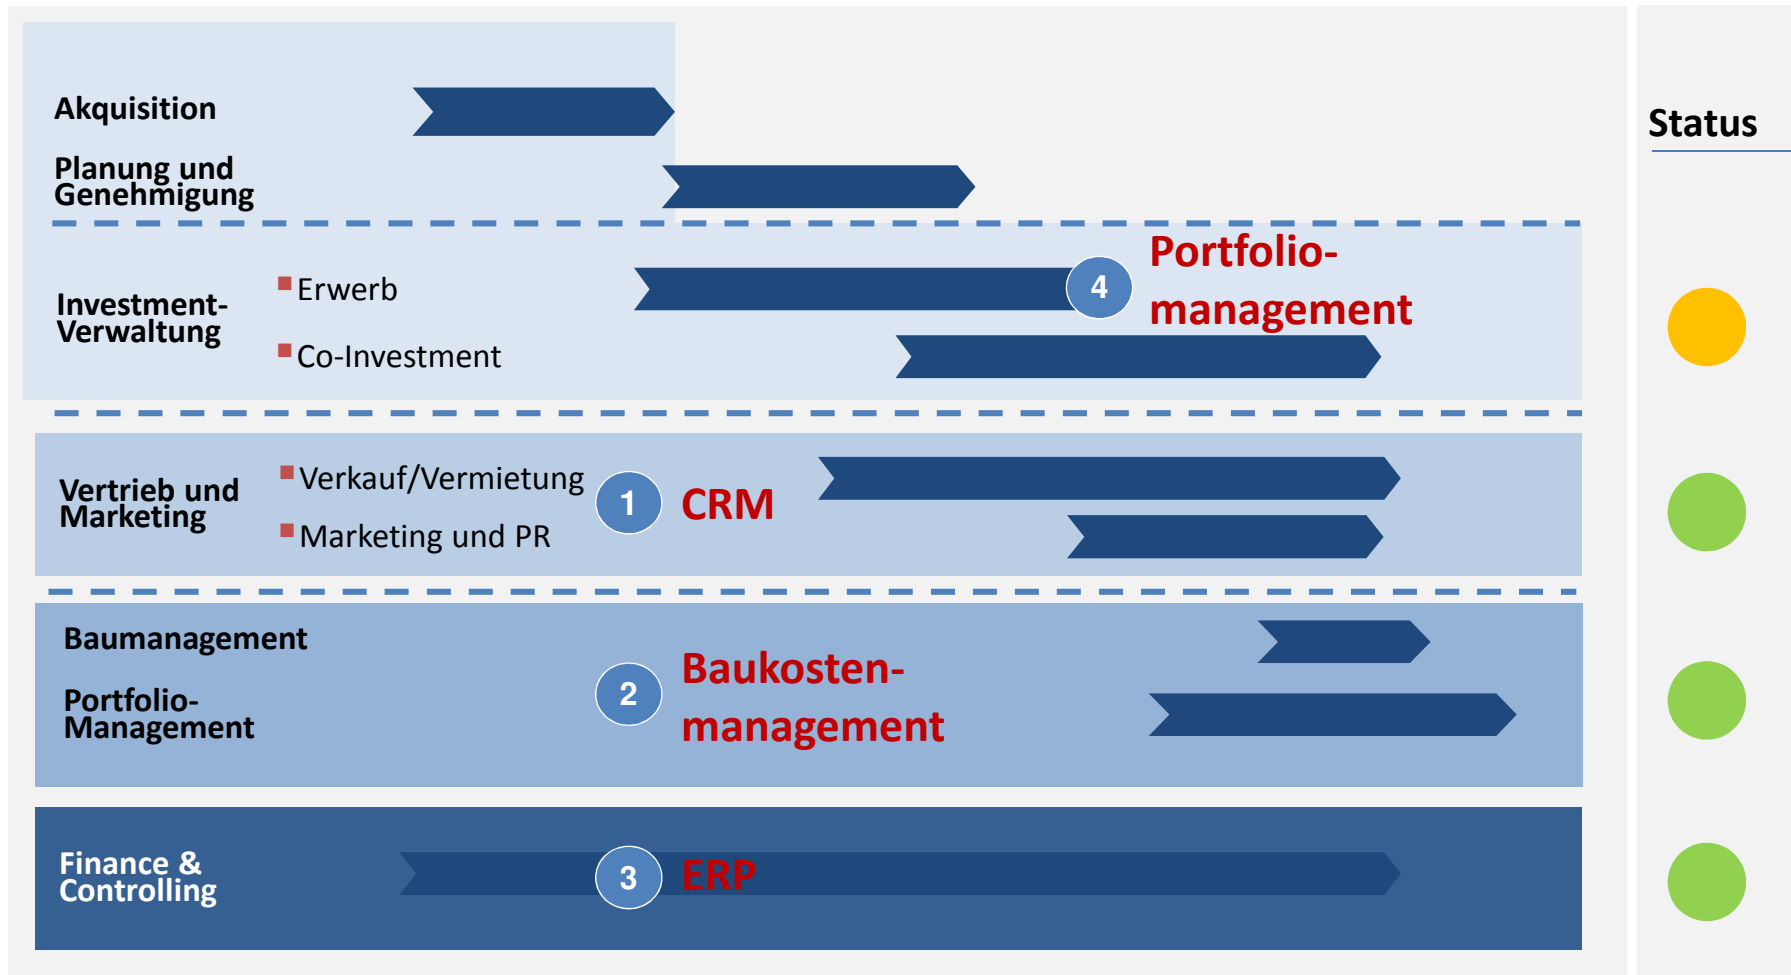 Akquisition
Status
Planung und
Genehmigung
Investment-
Verwaltung
Erwerb
Co-Investment
4
Portfolio-
management
Vertrieb und
Marketing
Verkauf/Vermietung
Marketing und PR
1
CRM
Baumanagement
Portfolio-
Management
2
Baukosten-
management
Finance &
Controlling
3
ERP